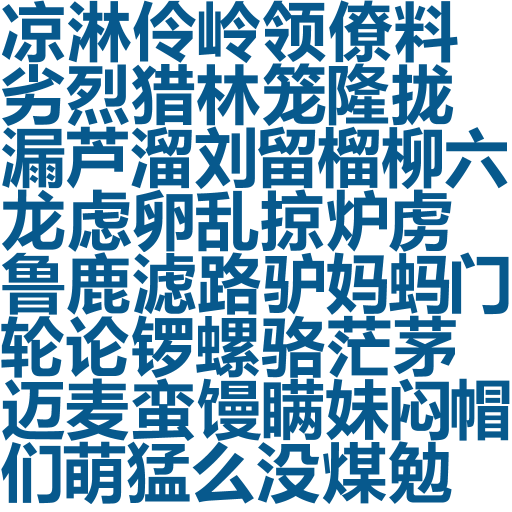 凉淋伶岭领僚料
劣烈猎林笼隆拢
漏芦溜刘留榴柳六
龙虑卵乱掠炉虏
鲁鹿滤路驴妈蚂门
轮论锣螺骆茫茅
迈麦蛮馒瞒妹闷帽
们萌猛么没煤勉